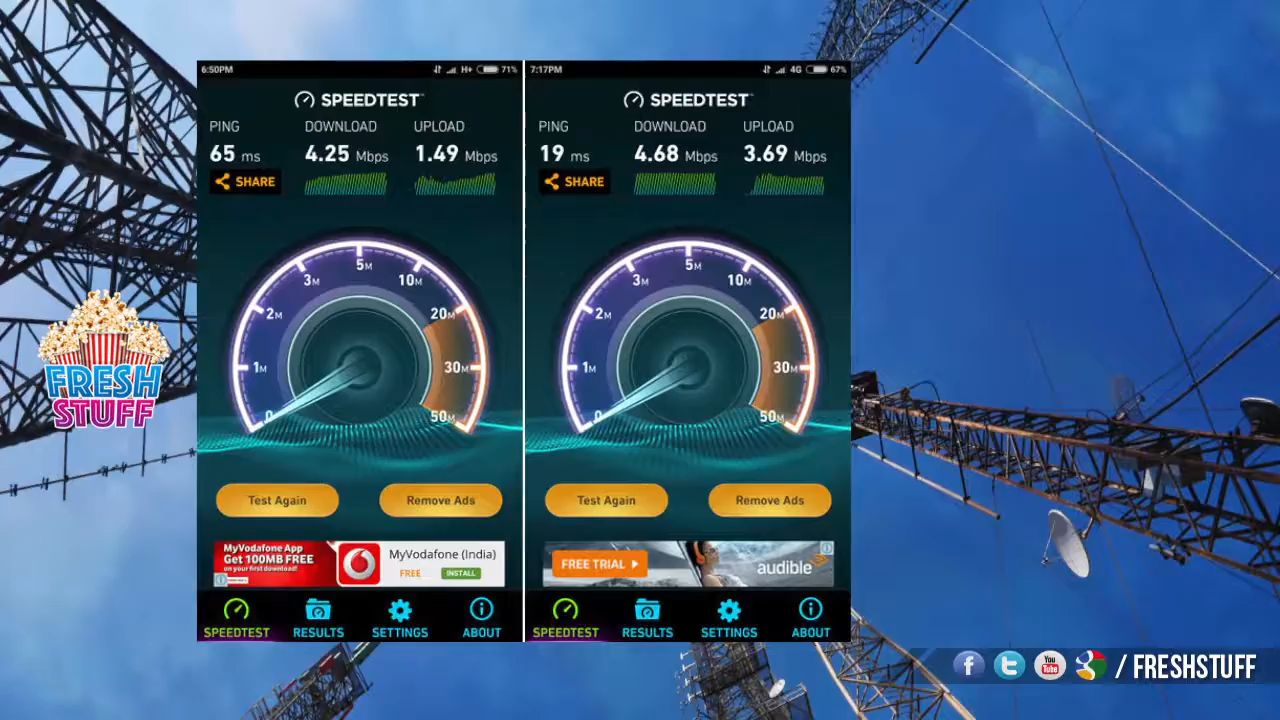 6:50PM H+ 71%
SPEEDTEST
PING DOWNLOAD UPLOAD
65 ms 4.25 Mbps 1.49 Mbps
SHARE
5M
3M 10M
2M 20M
1M 30M
0 50M
Test Again Remove Ads
MyVodafone App
Get 100MB FREE
on your first download!
MyVodafone (India)
FREE INSTALL
SPEEDTEST RESULTS SETTINGS ABOUT
7:17PM 4G 67%
SPEEDTEST
PING DOWNLOAD UPLOAD
19 ms 4.68 Mbps 3.69 Mbps
SHARE
5M
3M 10M
2M 20M
1M 30M
0 50M
Test Again Remove Ads
FREE TRIAL
audible
SPEEDTEST RESULTS SETTINGS ABOUT
FRESH
STUFF
f t You Tube g / FRESHSTUFF